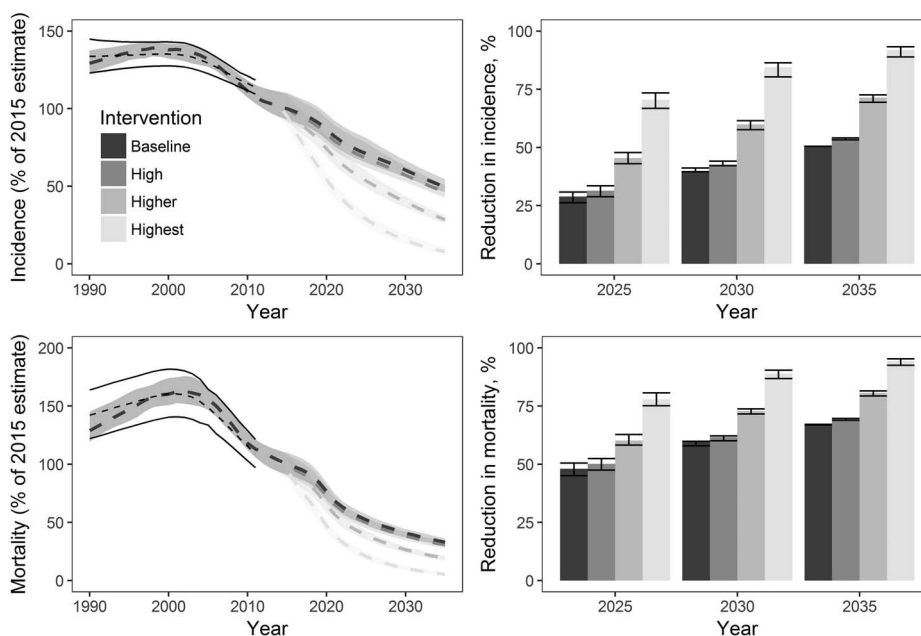 Incidence (% of 2015 estimate)
150
100
50
0
Intervention
Baseline
High
Higher
Highest
1990 2000 2010 2020 2030
Year
Reduction in incidence, %
100
75
50
25
0
2025 2030 2035
Year
Mortality (% of 2015 estimate)
200
150
100
50
0
1990 2000 2010 2020 2030
Year
Reduction in mortality, %
100
75
50
25
0
2025 2030 2035
Year